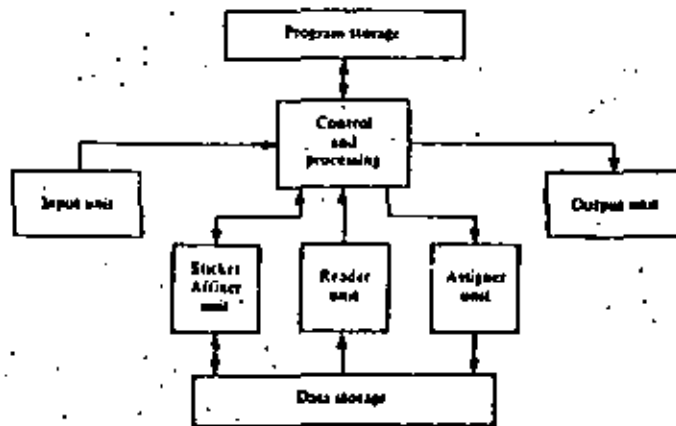 Program storage
Control
and
processing
Input unit
Output unit
Sticker
Affixer
unit
Reader
unit
Assigner
unit
Data storage